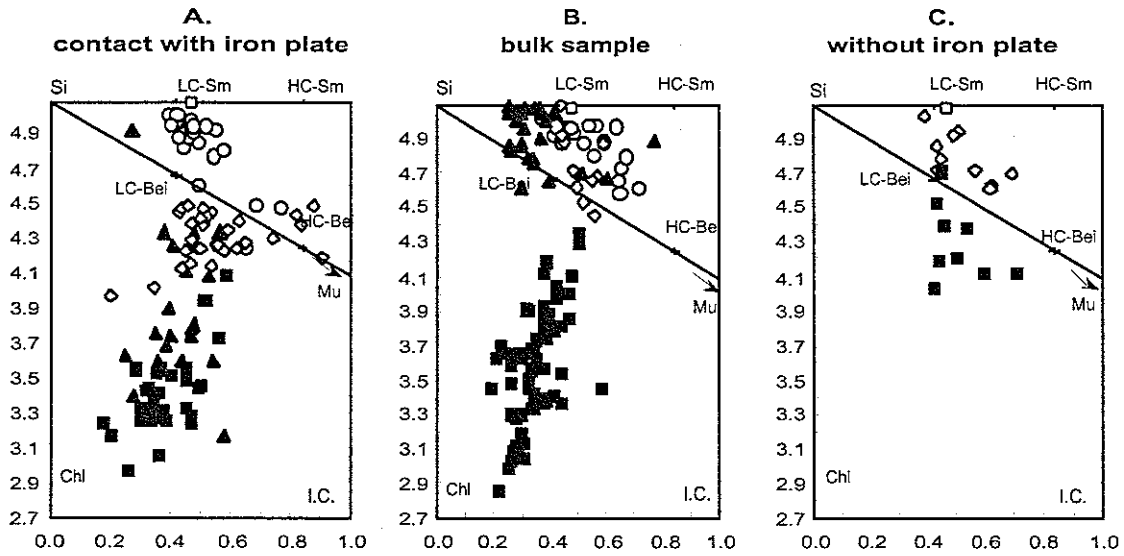 A.
contact with iron plate
Si
LC-Sm
HC-Sm
4.9
4.7
4.5
4.3
4.1
3.9
3.7
3.5
3.3
3.1
2.9
2.7
LC-Bei
HC-Be
Mu
Chl
I.C.
0.0 0.2 0.4 0.6 0.8 1.0
B.
bulk sample
Si
LC-Sm
HC-Sm
4.9
4.7
4.5
4.3
4.1
3.9
3.7
3.5
3.3
3.1
2.9
2.7
LC-Bei
HC-Be
Mu
Chl
I.C.
0.0 0.2 0.4 0.6 0.8 1.0
C.
without iron plate
Si
LC-Sm
HC-Sm
4.9
4.7
4.5
4.3
4.1
3.9
3.7
3.5
3.3
3.1
2.9
2.7
LC-Bei
HC-Bei
Mu
Chl
I.C.
0.0 0.2 0.4 0.6 0.8 1.0